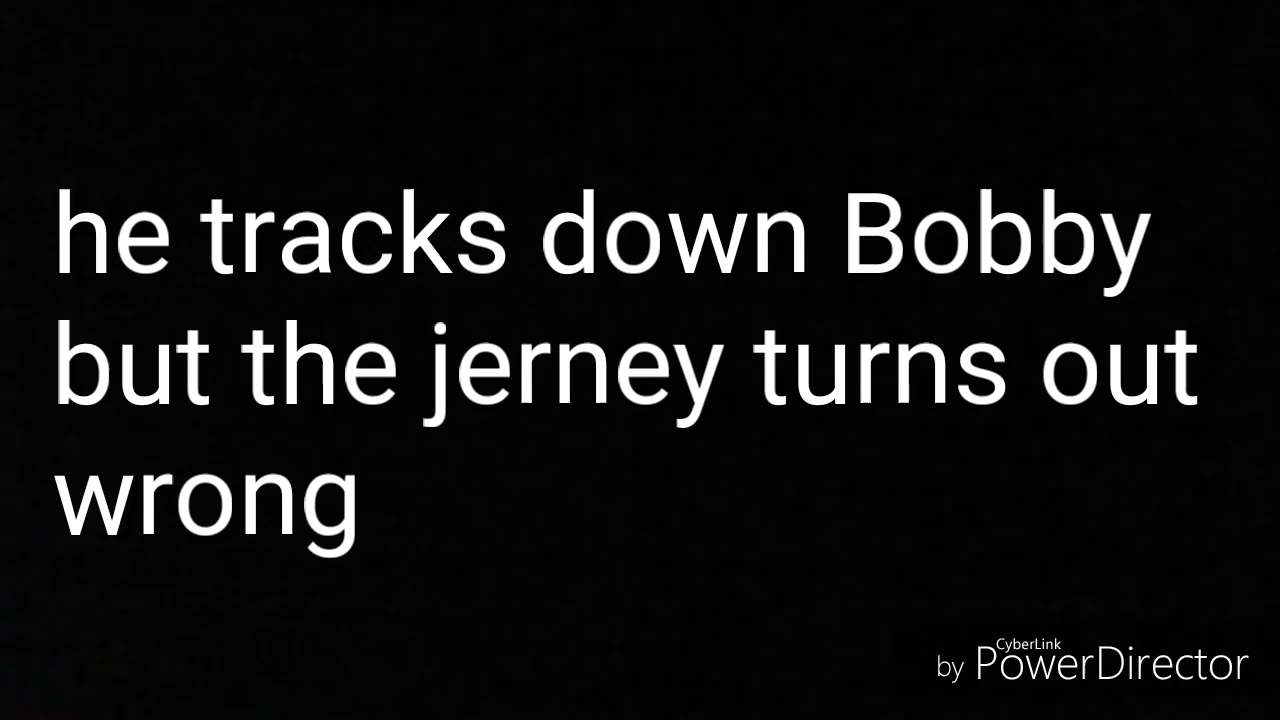 he tracks down Bobby
but the jerney turns out
wrong
CyberLink
by PowerDirector